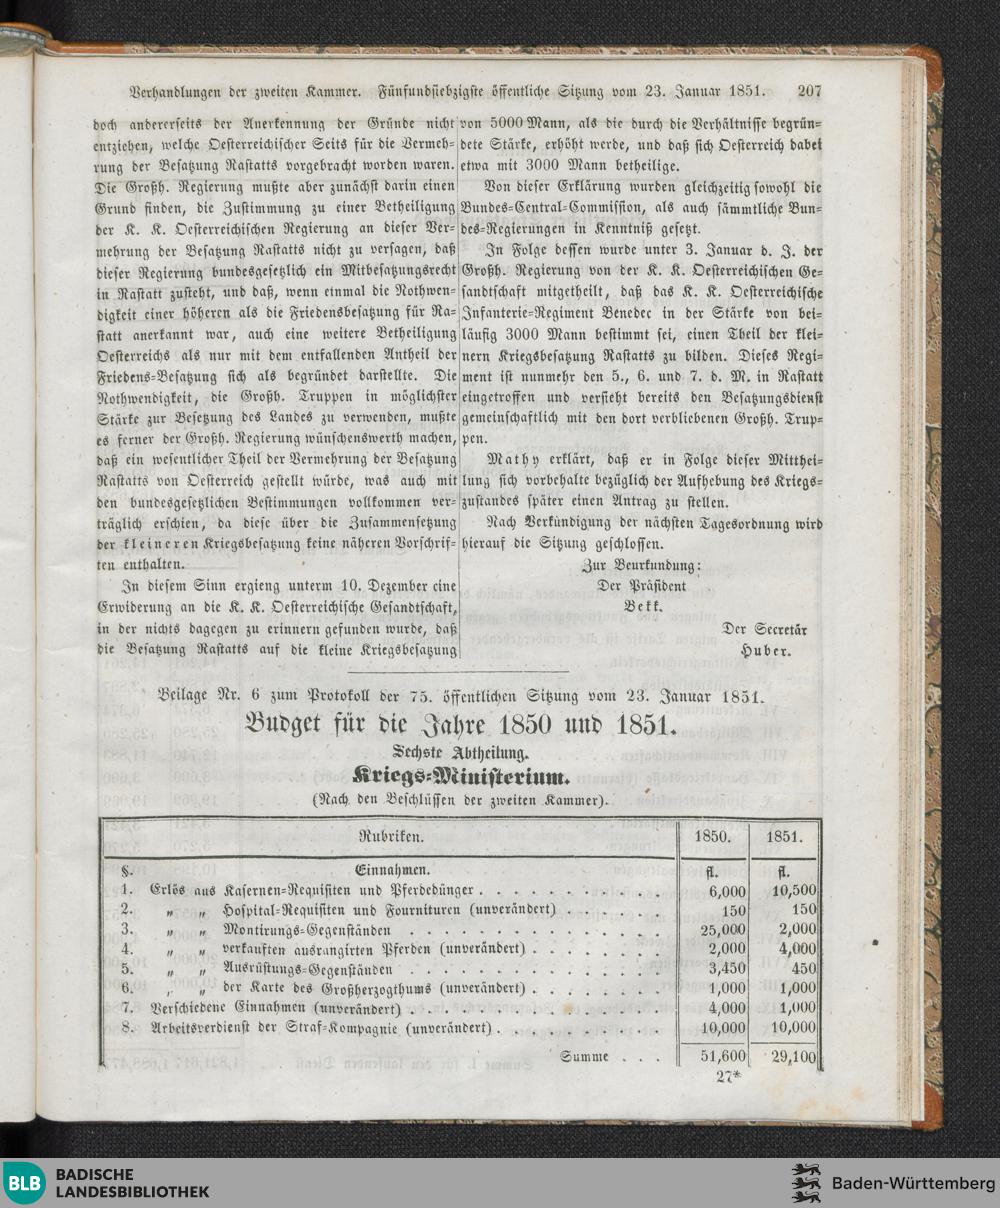 Verhandlungen der zweiten Kammer. Fünfundsiebzigste öffentliche Sitzung vom 23. Januar 1851. 207
doch andererseits der Anerkennung der Gründe nicht
entziehen, welche Oesterreichischer Seits für die Vermeh-
rung der Besatzung Rastatts vorgebracht worden waren.
Die Großh. Regierung mußte aber zunächst darin einen
Grund finden, die Zustimmung zu einer Betheiligung
der K. K. Oesterreichischen Regierung an dieser Ver-
mehrung der Besatzung Rastatts nicht zu versagen, daß
dieser Regierung bundesgesetzlich ein Mitbesatzungsrecht
in Rastatt zusteht, und daß, wenn einmal die Nothwen-
digkeit einer höheren als die Friedensbesatzung für Ra-
statt anerkannt war, auch eine weitere Betheiligung
Oesterreichs als nur mit dem entfallenden Antheil der
Friedens-Besatzung sich als begründet darstellte. Die
Nothwendigkeit, die Großh. Truppen in möglichster
Stärke zur Besetzung des Landes zu verwenden, mußte
es ferner der Großh. Regierung wünschenswerth machen,
daß ein wesentlicher Theil der Vermehrung der Besatzung
Rastatts von Oesterreich gestellt würde, was auch mit
den bundesgesetzlichen Bestimmungen vollkommen ver-
träglich erschien, da diese über die Zusammensetzung
der kleineren Kriegsbesatzung keine näheren Vorschrif-
ten enthalten.
In diesem Sinn ergieng unterm 10. Dezember eine
Erwiderung an die K. K. Oesterreichische Gesandtschaft,
in der nichts dagegen zu erinnern gefunden wurde, daß
die Besatzung Rastatts auf die kleine Kriegsbesatzung
von 5000 Mann, als die durch die Verhältnisse begrün-
dete Stärke, erhöht werde, und daß sich Oesterreich dabei
etwa mit 3000 Mann betheilige.
Von dieser Erklärung wurden gleichzeitig sowohl die
Bundes-Central-Commission, als auch sämmtliche Bun-
des-Regierungen in Kenntniß gesetzt.
In Folge dessen wurde unter 3. Januar d. J. der
Großh. Regierung von der K. K. Oesterreichischen Ge-
sandtschaft mitgetheilt, daß das K. K. Oesterreichische
Infanterie-Regiment Benedec in der Stärke von bei-
läufig 3000 Mann bestimmt sei, einen Theil der klei-
nern Kriegsbesatzung Rastatts zu bilden. Dieses Regi-
ment ist nunmehr den 5., 6. und 7. d. M. in Rastatt
eingetroffen und versieht bereits den Besatzungsdienst
gemeinschaftlich mit den dort verbliebenen Großh. Trup-
pen.
Mathy erklärt, daß er in Folge dieser Mitthei-
lung sich vorbehalte bezüglich der Aufhebung des Kriegs-
zustandes später einen Antrag zu stellen.
Nach Verkündigung der nächsten Tagesordnung wird
hierauf die Sitzung geschlossen.
Zur Beurkundung:
Der Präsident
Bekk.
Der Secretär
Huber.
Beilage Nr. 6 zum Protokoll der 75. öffentlichen Sitzung vom 23. Januar 1851.
Budget für die Jahre 1850 und 1851.
Sechste Abtheilung.
Kriegs-Ministerium.
(Nach den Beschlüssen der zweiten Kammer).
Rubriken. 1850. 1851.
§. Einnahmen. fl. fl.
1. Erlös aus Kasernen-Requisiten und Pferdedünger . . . . . . . . . 6,000 10,500
2. „ „ Hospital-Requisiten und Fournituren (unverändert) . . . . . 150 150
3. „ „ Montirungs-Gegenständen . . . . . . . . . . . . 25,000 2,000
4. „ „ verkauften ausrangirten Pferden (unverändert) . . . . . . . 2,000 4,000
5. „ „ Ausrüstungs-Gegenständen . . . . . . . . . . . . 3,450 450
6. „ „ der Karte des Großherzogthums (unverändert) . . . . . . . 1,000 1,000
7. Verschiedene Einnahmen (unverändert) . . . . . . . . . . . . 4,000 1,000
8. Arbeitsverdienst der Straf-Kompagnie (unverändert) . . . . . . . . 10,000 10,000
Summe . . . 51,600 29,100
27*
BLB BADISCHE
LANDESBIBLIOTHEK
Baden-Württemberg